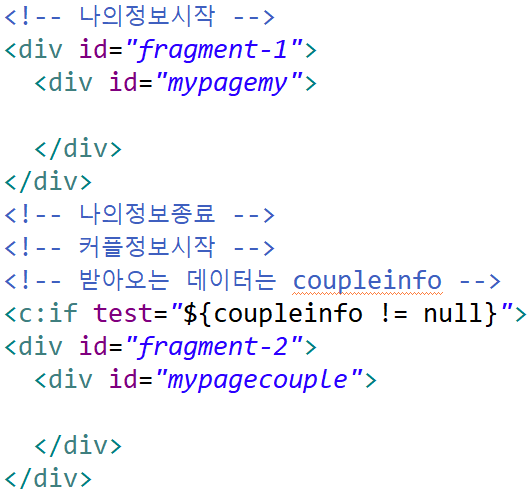 <!-- 나의정보시작 -->
<div id="fragment-1">
  <div id="mypagemy">

  </div>
</div>
<!-- 나의정보종료 -->
<!-- 커플정보시작 -->
<!-- 받아오는 데이터는 coupleinfo -->
<c:if test="${coupleinfo != null}">
<div id="fragment-2">
  <div id="mypagecouple">

  </div>
</div>